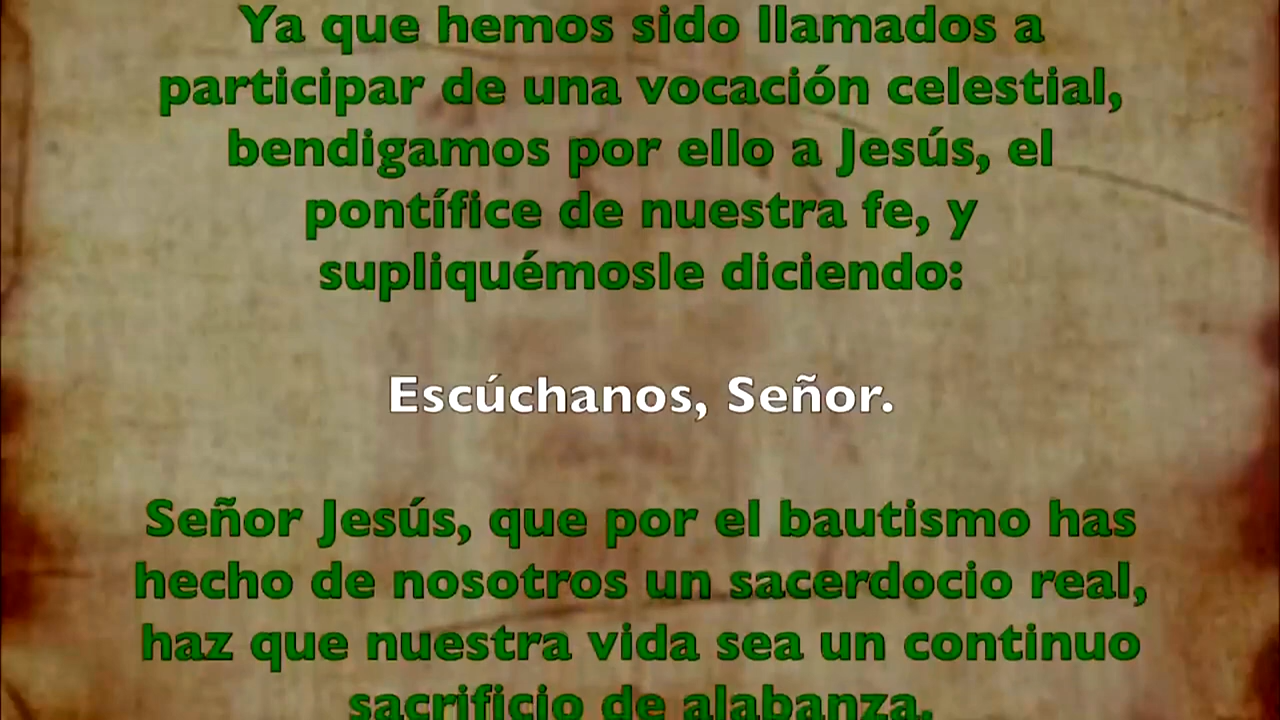 Ya que hemos sido llamados a
participar de una vocación celestial,
bendigamos por ello a Jesús, el
pontífice de nuestra fe, y
supliquémosle diciendo:
Escúchanos, Señor.
Señor Jesús, que por el bautismo has
hecho de nosotros un sacerdocio real,
haz que nuestra vida sea un continuo
sacrificio de alabanza.